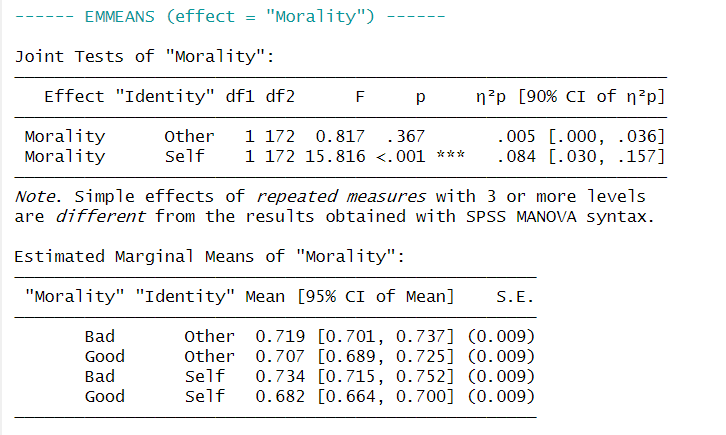 ------ EMMEANS (effect = "Morality") ------
Joint Tests of "Morality":
Effect "Identity" df1 df2 F p η²p [90% CI of η²p]
Morality Other 1 172 0.817 .367 .005 [.000, .036]
Morality Self 1 172 15.816 <.001 *** .084 [.030, .157]
Note. Simple effects of repeated measures with 3 or more levels
are different from the results obtained with SPSS MANOVA syntax.
Estimated Marginal Means of "Morality":
"Morality" "Identity" Mean [95% CI of Mean] S.E.
Bad Other 0.719 [0.701, 0.737] (0.009)
Good Other 0.707 [0.689, 0.725] (0.009)
Bad Self 0.734 [0.715, 0.752] (0.009)
Good Self 0.682 [0.664, 0.700] (0.009)